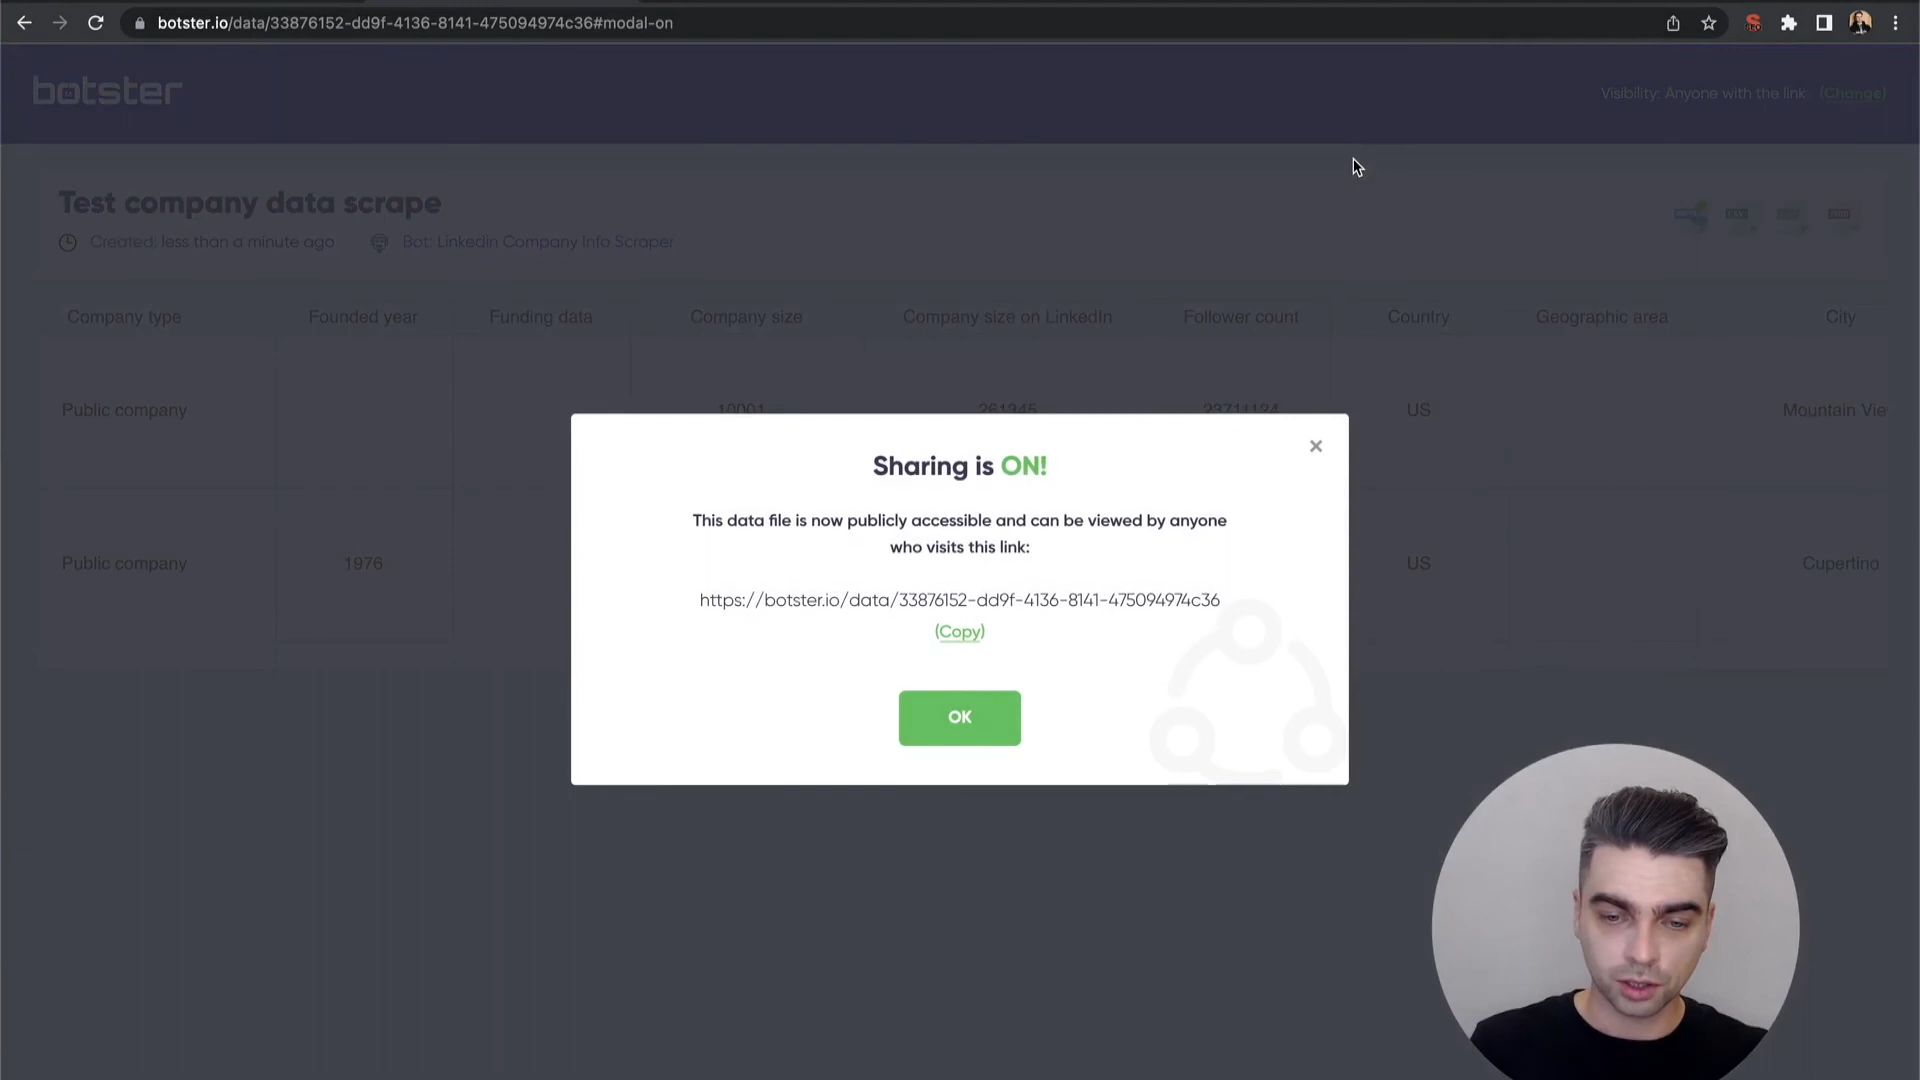 botster.io/data/33876152-dd9f-4136-8141-475094974c36#modal-on
botster
Visibility: Anyone with the link (Change)
Test company data scrape
Created: less than a minute ago Bot: Linkedin Company Info Scraper
Company type Founded year Funding data Company size Company size on LinkedIn Follower count Country Geographic area City
Public company 10001 261345 23711124 US Mountain Vie
Sharing is ON!
This data file is now publicly accessible and can be viewed by anyone
who visits this link:
Public company 1976 US Cupertino
https://botster.io/data/33876152-dd9f-4136-8141-475094974c36
(Copy)
OK